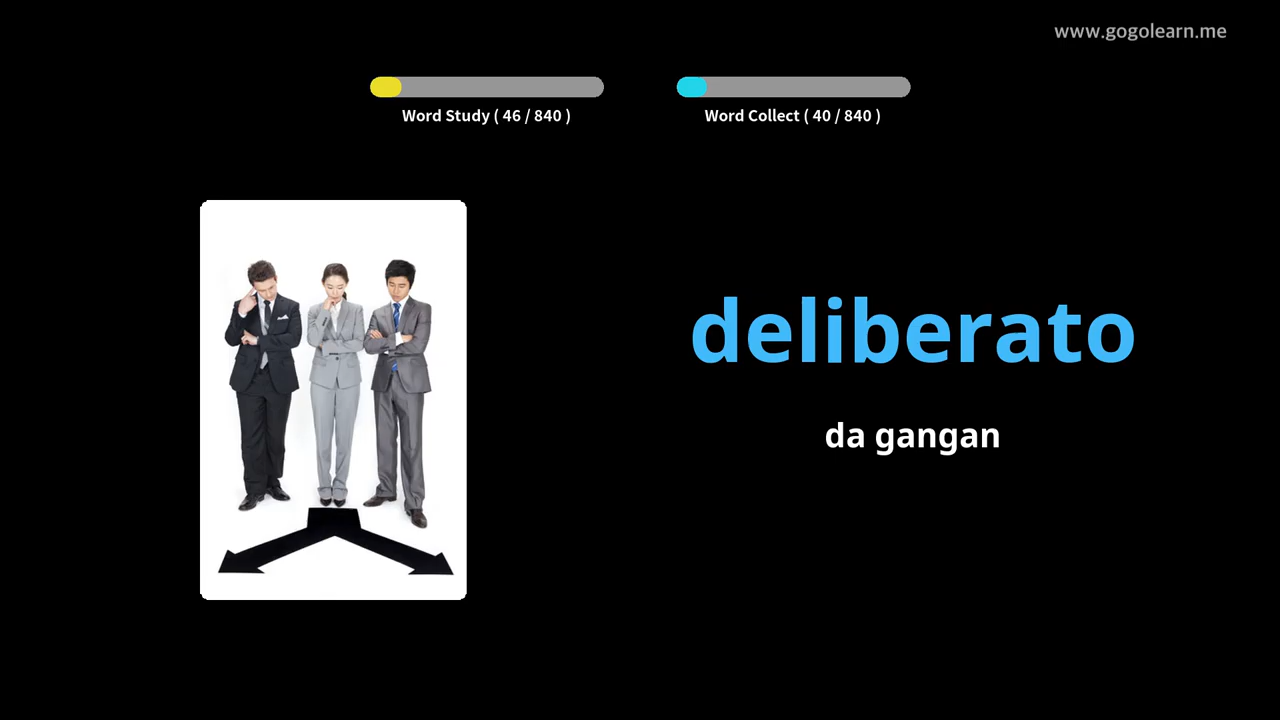 www.gogolearn.me
Word Study ( 46 / 840 )
Word Collect ( 40 / 840 )
deliberato
da gangan